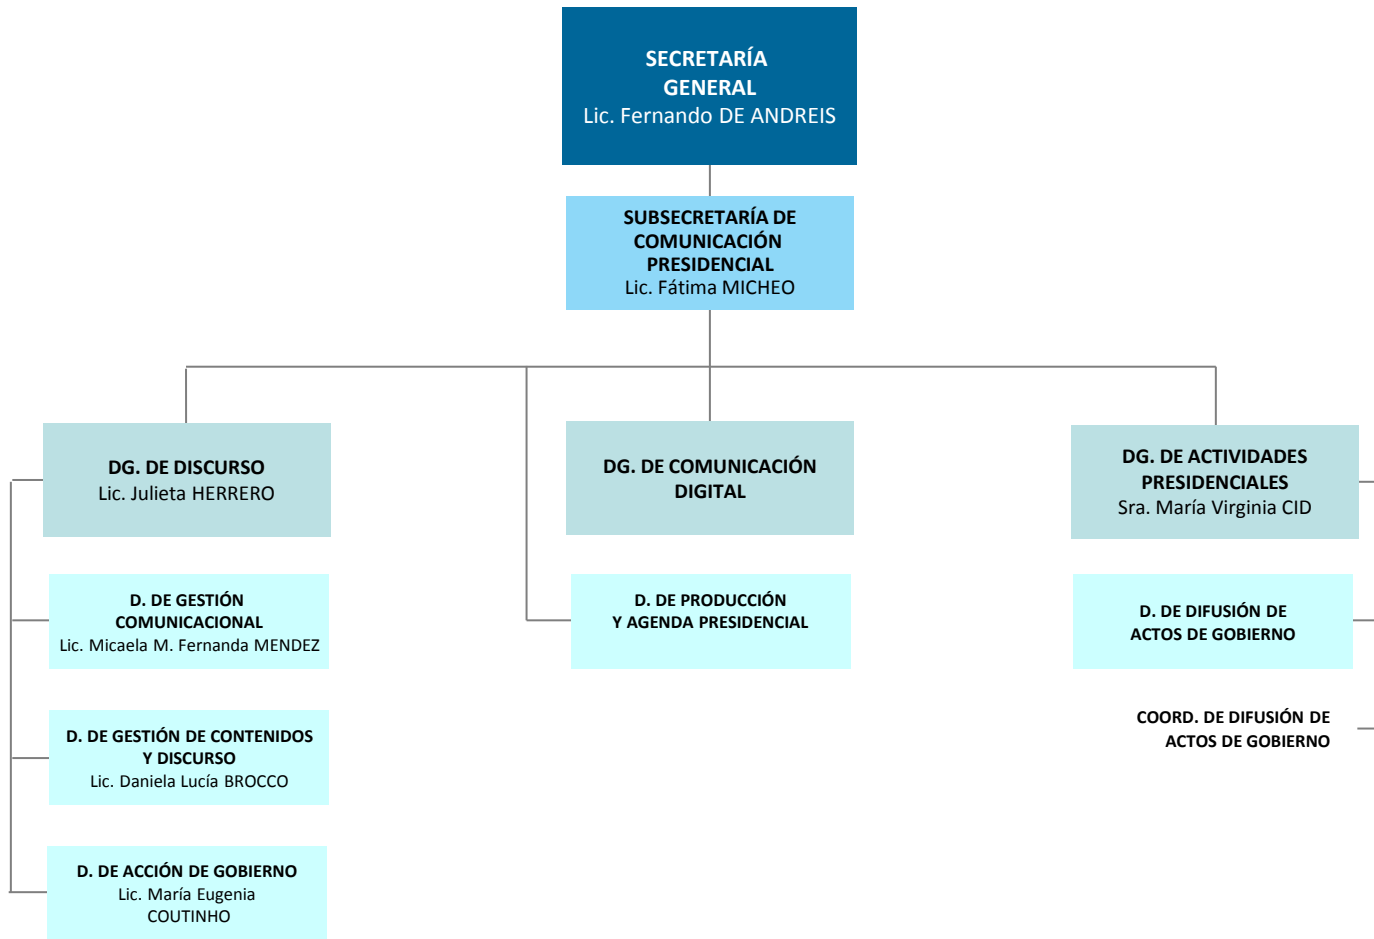 SECRETARÍA
GENERAL
Lic. Fernando DE ANDREIS
SUBSECRETARÍA DE
COMUNICACIÓN
PRESIDENCIAL
Lic. Fátima MICHEO
DG. DE DISCURSO
Lic. Julieta HERRERO
DG. DE COMUNICACIÓN
DIGITAL
DG. DE ACTIVIDADES
PRESIDENCIALES
Sra. María Virginia CID
D. DE GESTIÓN
COMUNICACIONAL
Lic. Micaela M. Fernanda MENDEZ
D. DE PRODUCCIÓN
Y AGENDA PRESIDENCIAL
D. DE DIFUSIÓN DE
ACTOS DE GOBIERNO
D. DE GESTIÓN DE CONTENIDOS
Y DISCURSO
Lic. Daniela Lucía BROCCO
COORD. DE DIFUSIÓN DE
ACTOS DE GOBIERNO
D. DE ACCIÓN DE GOBIERNO
Lic. María Eugenia
COUTINHO